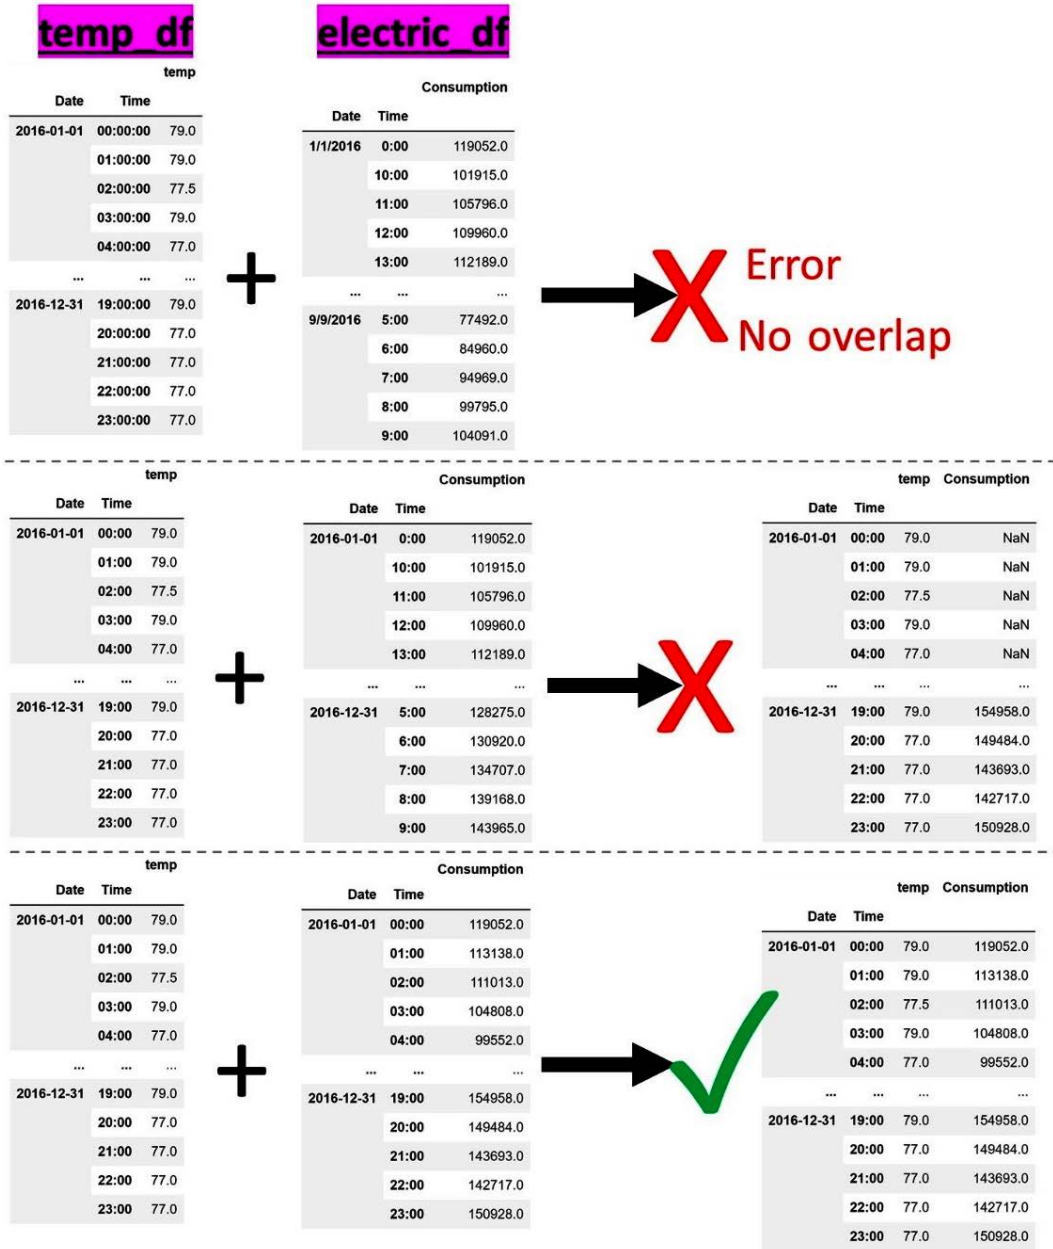 temp_df electric_df
temp
Date Time
2016-01-01 00:00:00 79.0
01:00:00 79.0
02:00:00 77.5
03:00:00 79.0
04:00:00 77.0
... ... ...
2016-12-31 19:00:00 79.0
20:00:00 77.0
21:00:00 77.0
22:00:00 77.0
23:00:00 77.0
+
Consumption
Date Time
1/1/2016 0:00 119052.0
10:00 101915.0
11:00 105796.0
12:00 109960.0
13:00 112189.0
... ... ...
9/9/2016 5:00 77492.0
6:00 84960.0
7:00 94969.0
8:00 99795.0
9:00 104091.0
X Error
No overlap
temp
Date Time
2016-01-01 00:00 79.0
01:00 79.0
02:00 77.5
03:00 79.0
04:00 77.0
... ... ...
2016-12-31 19:00 79.0
20:00 77.0
21:00 77.0
22:00 77.0
23:00 77.0
+
Consumption
Date Time
2016-01-01 0:00 119052.0
10:00 101915.0
11:00 105796.0
12:00 109960.0
13:00 112189.0
... ... ...
2016-12-31 5:00 128275.0
6:00 130920.0
7:00 134707.0
8:00 139168.0
9:00 143965.0
X
temp Consumption
Date Time
2016-01-01 00:00 79.0 NaN
01:00 79.0 NaN
02:00 77.5 NaN
03:00 79.0 NaN
04:00 77.0 NaN
... ... ... ...
2016-12-31 19:00 79.0 154958.0
20:00 77.0 149484.0
21:00 77.0 143693.0
22:00 77.0 142717.0
23:00 77.0 150928.0
temp
Date Time
2016-01-01 00:00 79.0
01:00 79.0
02:00 77.5
03:00 79.0
04:00 77.0
... ... ...
2016-12-31 19:00 79.0
20:00 77.0
21:00 77.0
22:00 77.0
23:00 77.0
+
Consumption
Date Time
2016-01-01 00:00 119052.0
01:00 113138.0
02:00 111013.0
03:00 104808.0
04:00 99552.0
... ... ...
2016-12-31 19:00 154958.0
20:00 149484.0
21:00 143693.0
22:00 142717.0
23:00 150928.0
temp Consumption
Date Time
2016-01-01 00:00 79.0 119052.0
01:00 79.0 113138.0
02:00 77.5 111013.0
03:00 79.0 104808.0
04:00 77.0 99552.0
... ... ... ...
2016-12-31 19:00 79.0 154958.0
20:00 77.0 149484.0
21:00 77.0 143693.0
22:00 77.0 142717.0
23:00 77.0 150928.0